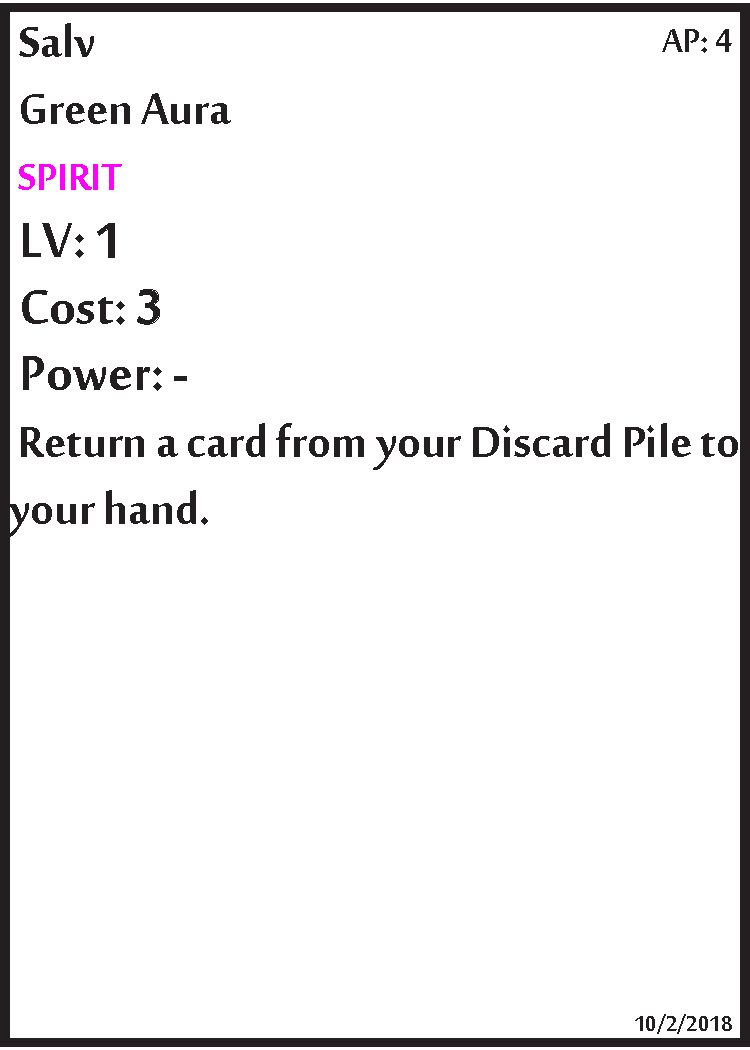 Salv
AP: 4
Green Aura
SPIRIT
LV: 1
Cost: 3
Power: -
Return a card from your Discard Pile to
your hand.
10/2/2018